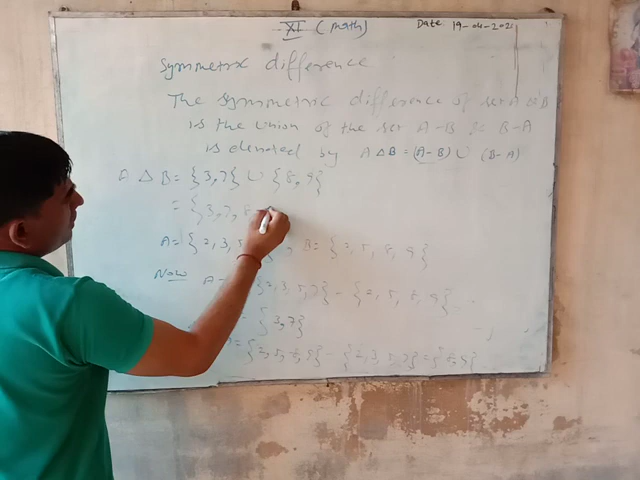 XI (Math)
Date 19-04-2021
Symmetric difference
The symmetric difference of set A & B
is the union of the set A-B & B-A
is denoted by A Δ B = (A-B) ∪ (B-A)
A Δ B = {3,7} ∪ {8,9}
= {3,7,8
A = {2,3,5 }, B = {2,5,8,9}
Now A - {2,3,5,7} - {2,5,8,9}
{3,7}
= {2,5,8,9} - {2,3,5,7} = {8,9}